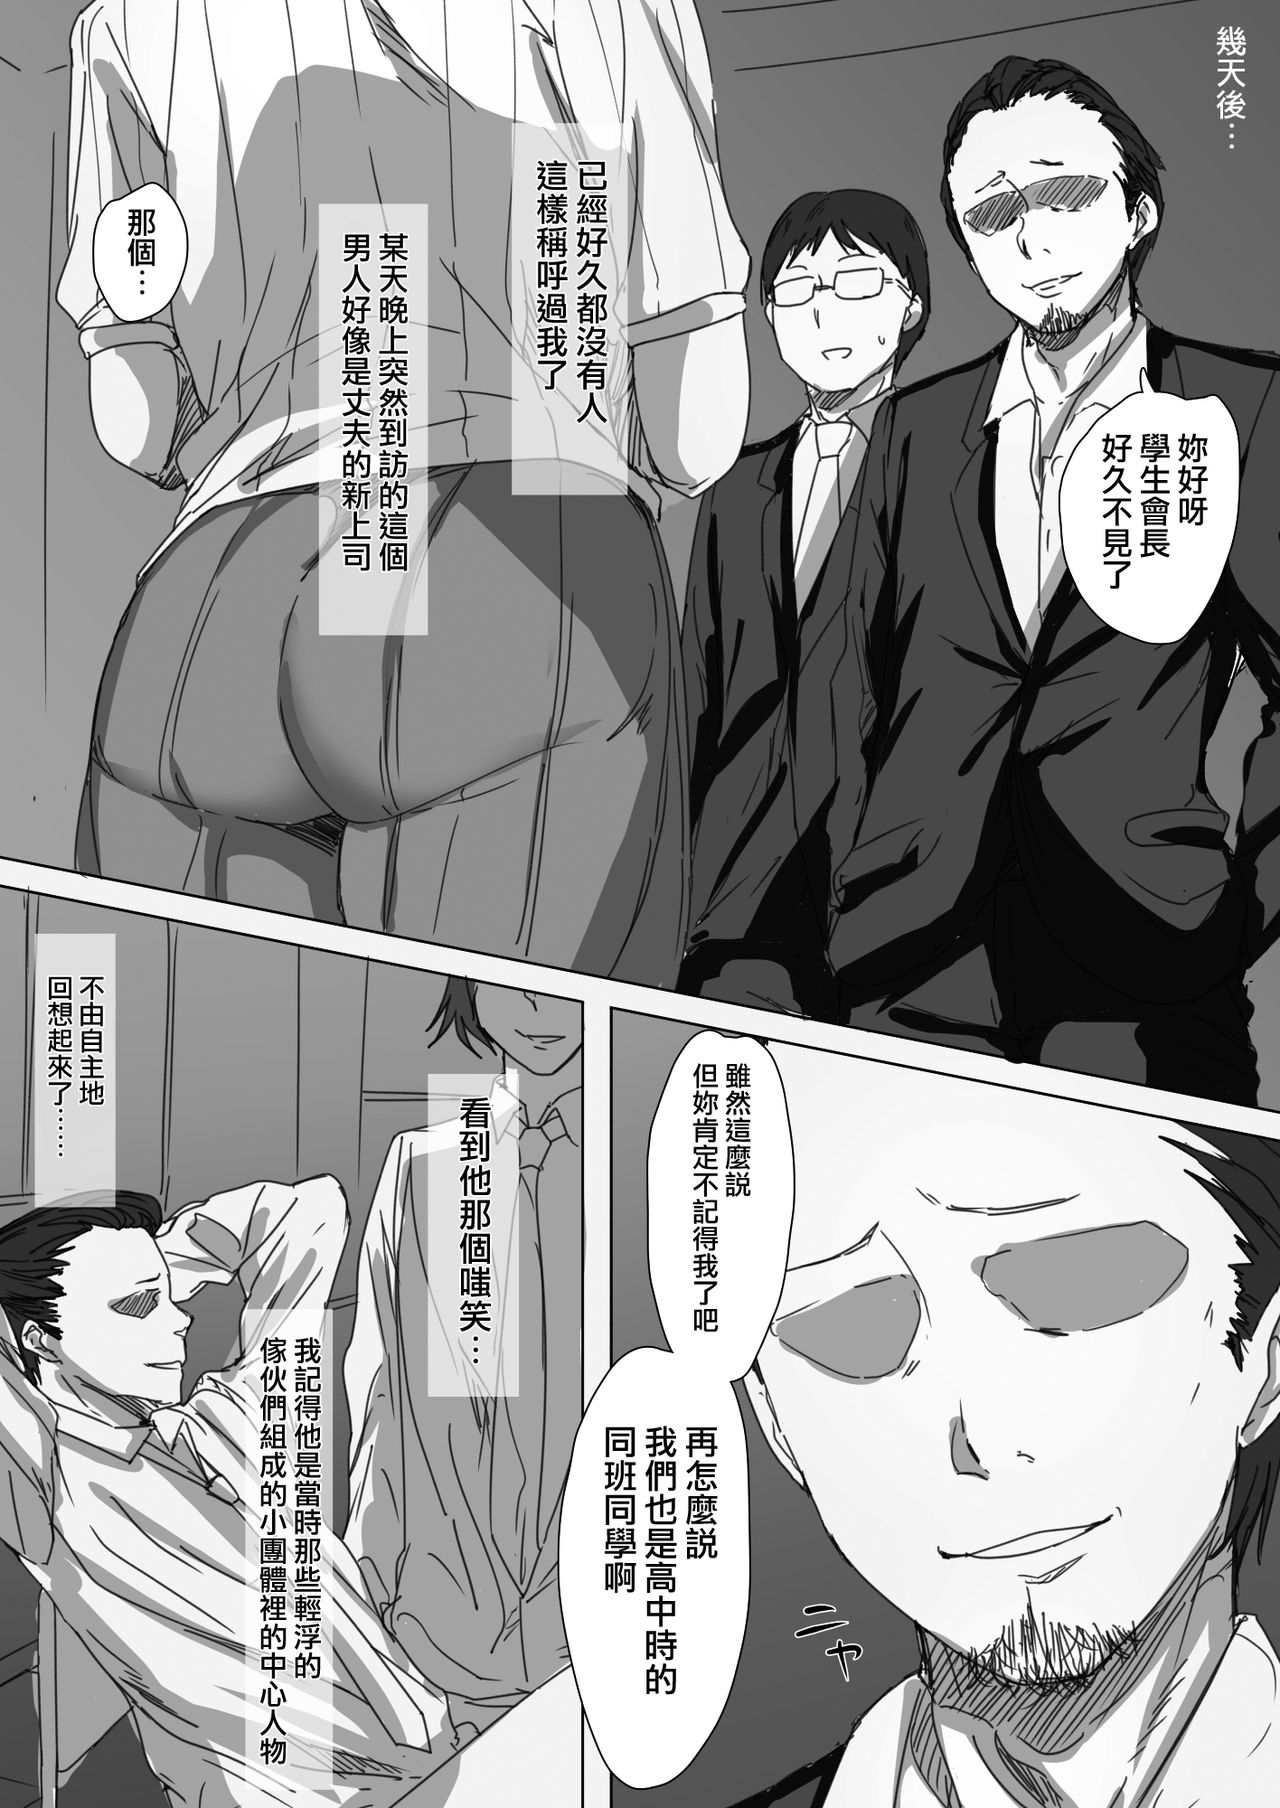 幾天後…
妳好呀
學生會長
好久不見了
已經好久都沒有人
這樣稱呼過我了
某天晚上突然到訪的這個
男人好像是丈夫的新上司
那個…
雖然這麼說
但妳肯定不記得我了吧
再怎麼說
我們也是高中時的
同班同學啊
ニヤ
看到他那個嗤笑…
我記得他是當時那些輕浮的
傢伙們組成的小團體裡的中心人物
不由自主地
回想起來了……